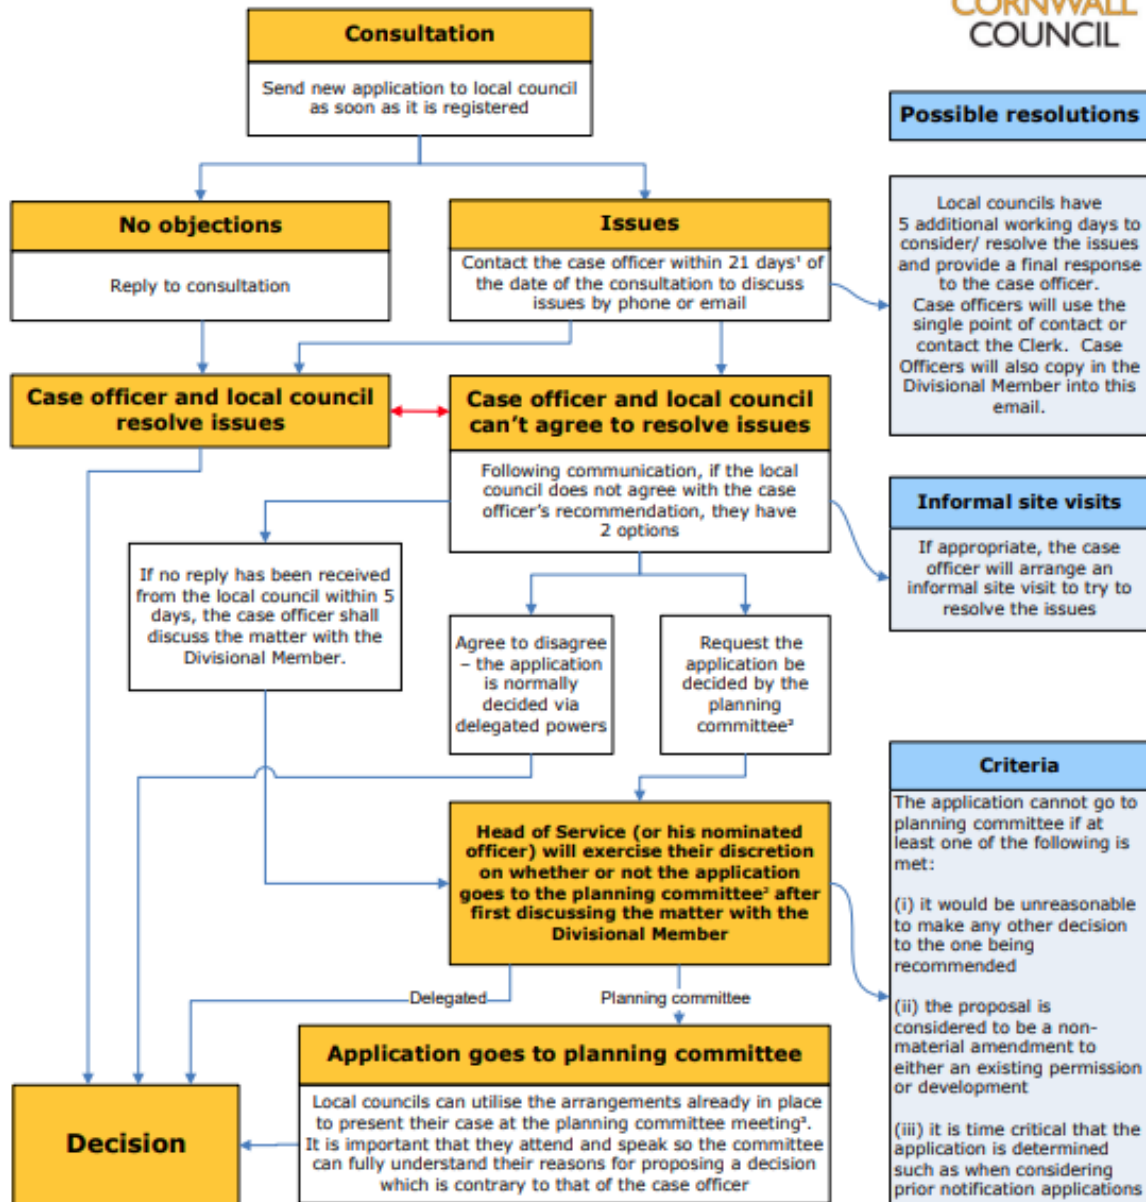 CORNWALL
COUNCIL
Consultation
Send new application to local council
as soon as it is registered
Possible resolutions
Local councils have
5 additional working days to
consider/ resolve the issues
and provide a final response
to the case officer.
Case officers will use the
single point of contact or
contact the Clerk. Case
Officers will also copy in the
Divisional Member into this
email.
No objections
Reply to consultation
Issues
Contact the case officer within 21 days¹ of
the date of the consultation to discuss
issues by phone or email
Case officer and local council
resolve issues
Case officer and local council
can't agree to resolve issues
Following communication, if the local
council does not agree with the case
officer's recommendation, they have
2 options
Informal site visits
If appropriate, the case
officer will arrange an
informal site visit to try to
resolve the issues
If no reply has been received
from the local council within 5
days, the case officer shall
discuss the matter with the
Divisional Member.
Agree to disagree
– the application
is normally
decided via
delegated powers
Request the
application be
decided by the
planning
committee²
Head of Service (or his nominated
officer) will exercise their discretion
on whether or not the application
goes to the planning committee² after
first discussing the matter with the
Divisional Member
Criteria
The application cannot go to
planning committee if at
least one of the following is
met:
(i) it would be unreasonable
to make any other decision
to the one being
recommended
(ii) the proposal is
considered to be a non-
material amendment to
either an existing permission
or development
(iii) it is time critical that the
application is determined
such as when considering
prior notification applications
Delegated
Planning committee
Application goes to planning committee
Local councils can utilise the arrangements already in place
to present their case at the planning committee meeting³.
It is important that they attend and speak so the committee
can fully understand their reasons for proposing a decision
which is contrary to that of the case officer
Decision